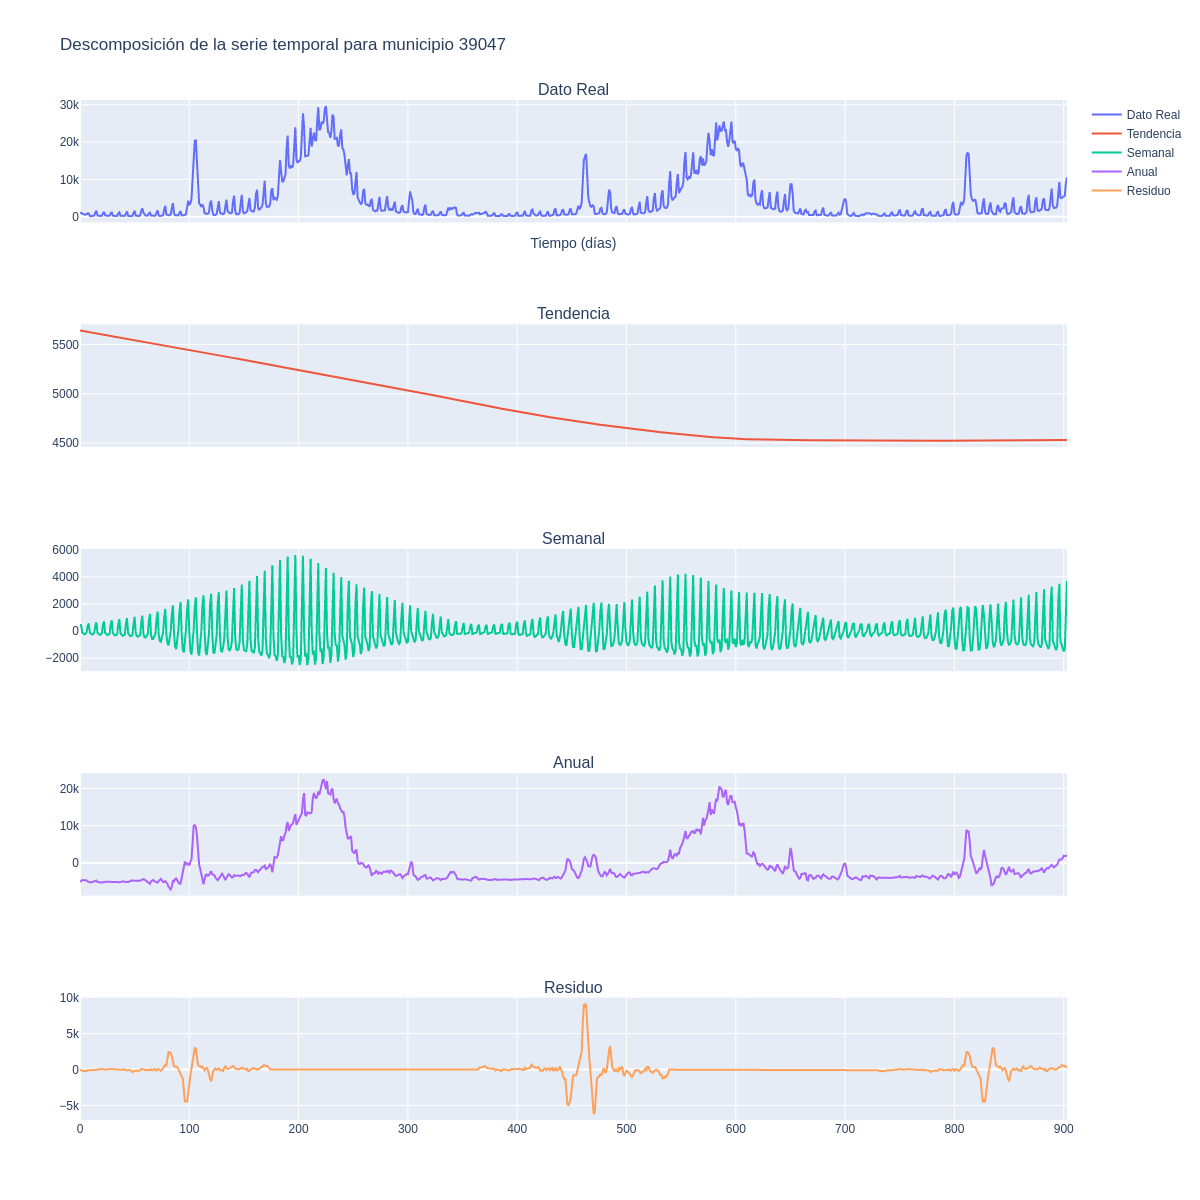 Descomposición de la serie temporal para municipio 39047
Dato Real
30k
20k
10k
0
Tiempo (días)
Dato Real
Tendencia
Semanal
Anual
Residuo
Tendencia
5500
5000
4500
Semanal
6000
4000
2000
0
−2000
Anual
20k
10k
0
Residuo
10k
5k
0
−5k
0 100 200 300 400 500 600 700 800 900